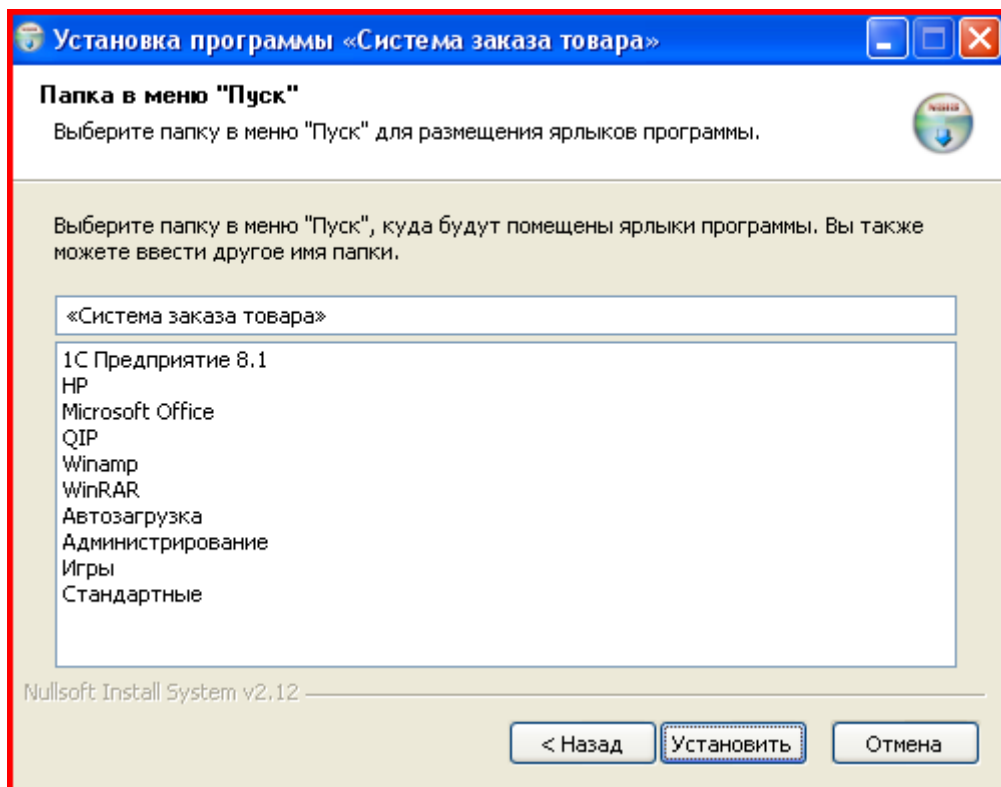 Установка программы «Система заказа товара»
Папка в меню "Пуск"
Выберите папку в меню "Пуск" для размещения ярлыков программы.
Выберите папку в меню "Пуск", куда будут помещены ярлыки программы. Вы также
можете ввести другое имя папки.
«Система заказа товара»
1С Предприятие 8.1
HP
Microsoft Office
QIP
Winamp
WinRAR
Автозагрузка
Администрирование
Игры
Стандартные
Nullsoft Install System v2.12
< Назад Установить Отмена